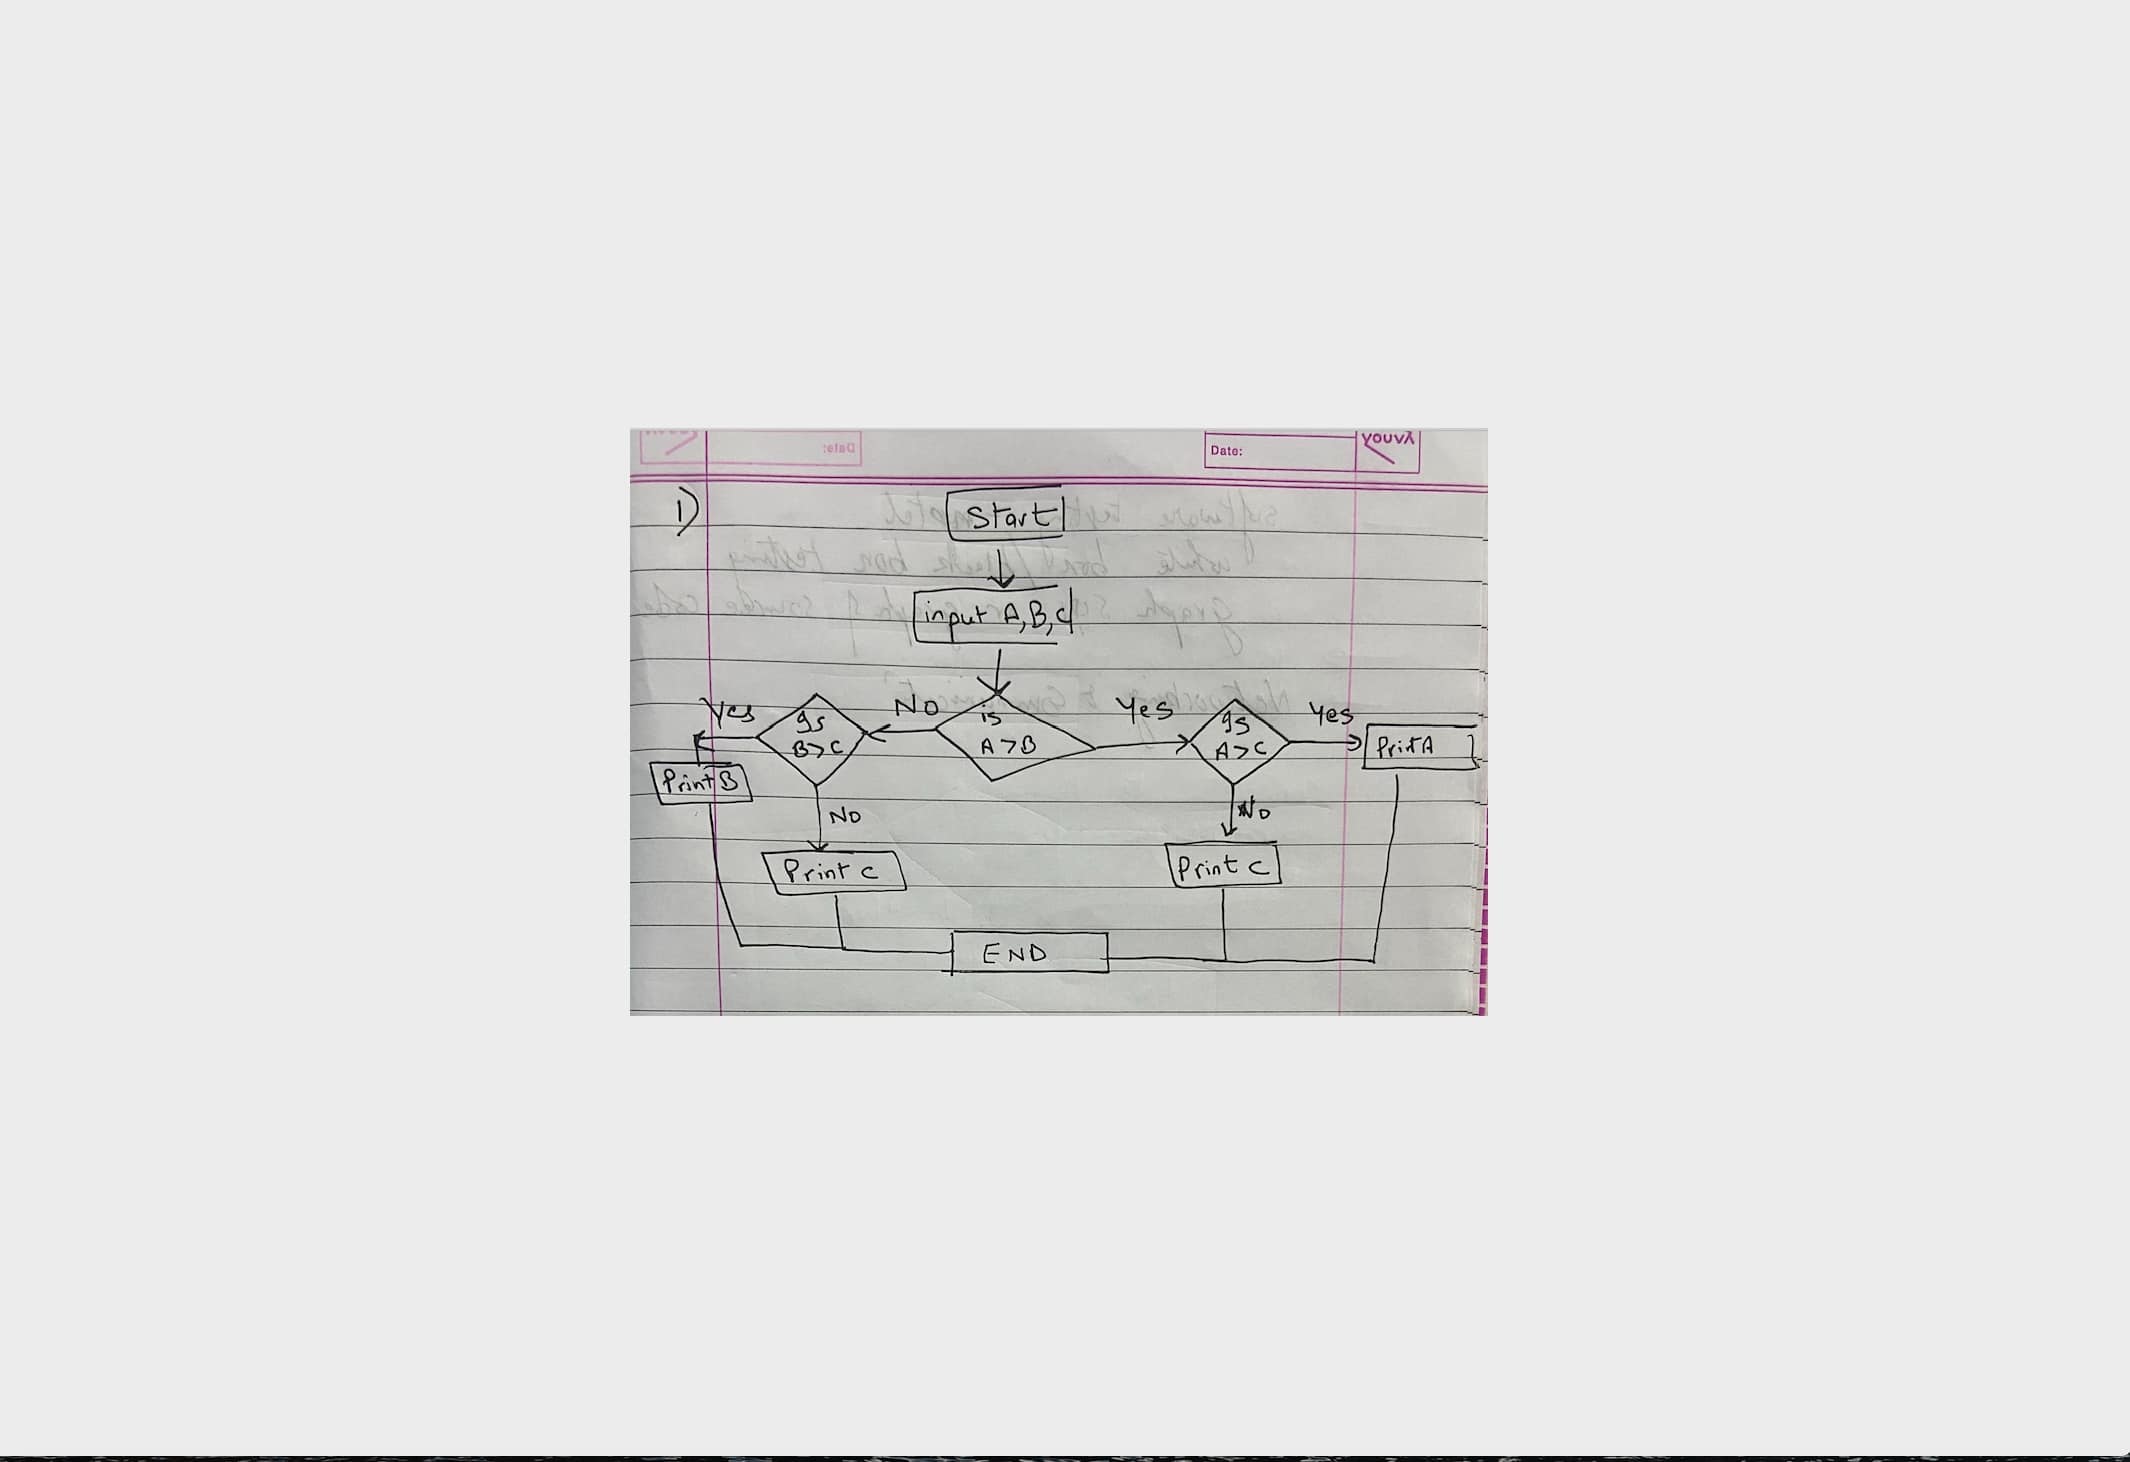 Date:
YOUVA
1)
Start
input A, B, C
Yes
Is
B>C
NO
is
A>B
Yes
Is
A>C
Yes
Print B
Print A
NO
NO
Print C
Print C
END